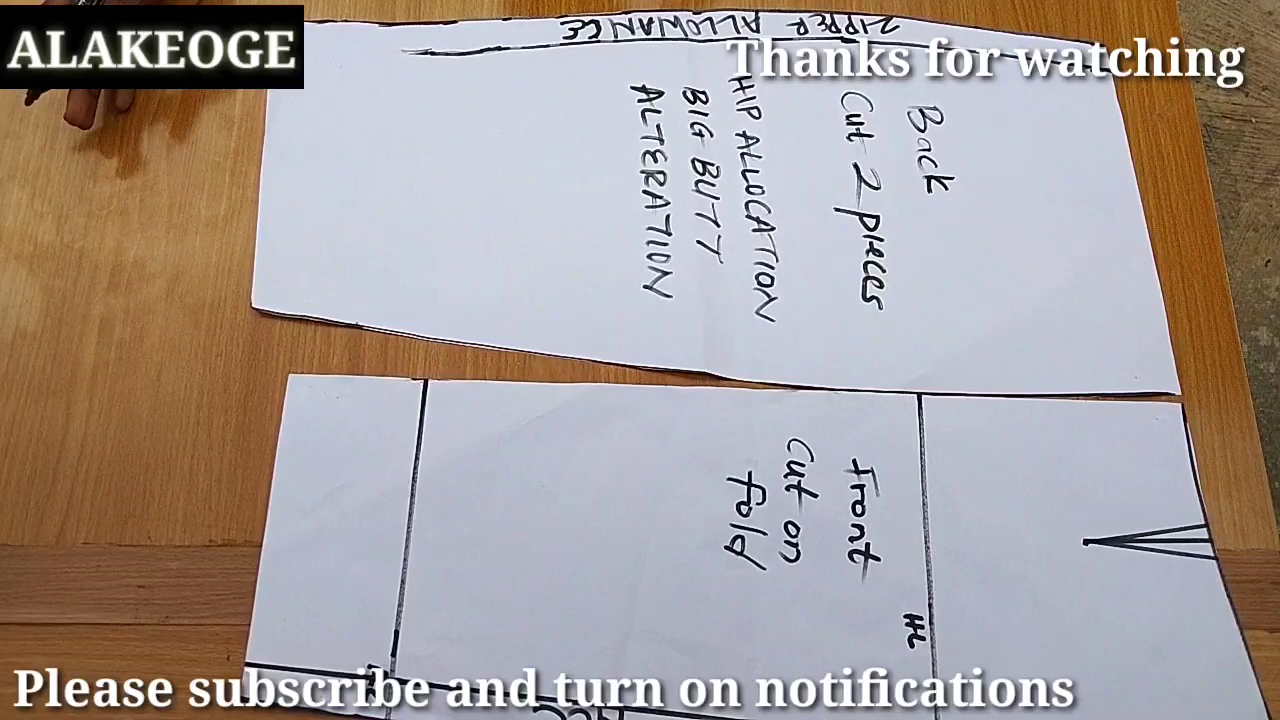 ALAKEOGE
Thanks for watching
ZIPPER ALLOWANCE
Back
Cut 2 pieces
HIP ALLOCATION
BIG BUTT
ALTERATION
Front
Cut on
fold
HL
Please subscribe and turn on notifications